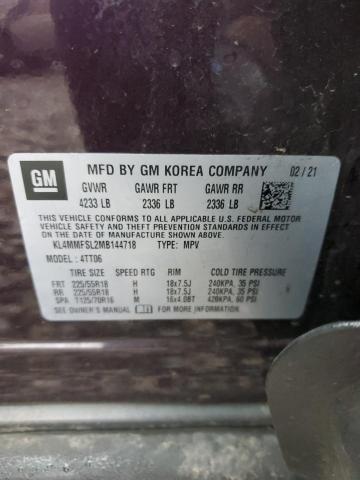 GM
MFD BY GM KOREA COMPANY 02/21
GVWR GAWR FRT GAWR RR
4233 LB 2336 LB 2336 LB
THIS VEHICLE CONFORMS TO ALL APPLICABLE U.S. FEDERAL MOTOR
VEHICLE SAFETY, BUMPER, AND THEFT PREVENTION STANDARDS IN
EFFECT ON THE DATE OF MANUFACTURE SHOWN ABOVE.
KL4MMFSL2MB144718 TYPE: MPV
MODEL: 4TT06
TIRE SIZE SPEED RTG RIM COLD TIRE PRESSURE
FRT 225/55R18 H 18x7.5J 240KPA, 35 PSI
RR 225/55R18 H 18x7.5J 240KPA, 35 PSI
SPA T125/70R16 16x4.0BT 420KPA, 60 PSI
SEE OWNER'S MANUAL FOR ADDITIONAL INFORMATION